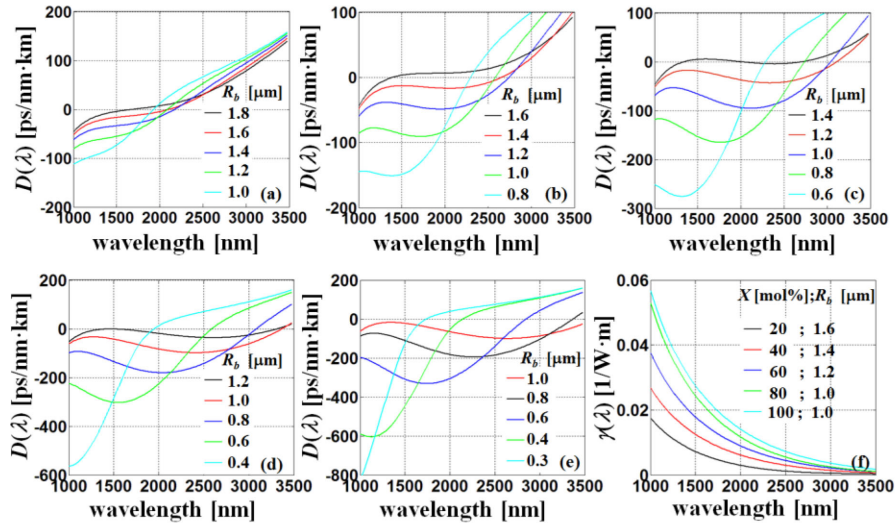 200
100
0
-100
-200
D(λ) [ps/nm·km]
R_b [μm]
1.8
1.6
1.4
1.2
1.0
(a)
1000 1500 2000 2500 3000 3500
wavelength [nm]
100
0
-100
-200
D(λ) [ps/nm·km]
R_b [μm]
1.6
1.4
1.2
1.0
0.8
(b)
1000 1500 2000 2500 3000 3500
wavelength [nm]
100
0
-100
-200
-300
D(λ) [ps/nm·km]
R_b [μm]
1.4
1.2
1.0
0.8
0.6
(c)
1000 1500 2000 2500 3000 3500
wavelength [nm]
200
0
-200
-400
-600
D(λ) [ps/nm·km]
R_b [μm]
1.2
1.0
0.8
0.6
0.4
(d)
1000 1500 2000 2500 3000 3500
wavelength [nm]
200
0
-200
-400
-600
-800
D(λ) [ps/nm·km]
R_b [μm]
1.0
0.8
0.6
0.4
0.3
(e)
1000 1500 2000 2500 3000 3500
wavelength [nm]
0.06
0.04
0.02
0
γ(λ) [1/W·m]
X [mol%] ; R_b [μm]
20 ; 1.6
40 ; 1.4
60 ; 1.2
80 ; 1.0
100 ; 1.0
(f)
1000 1500 2000 2500 3000 3500
wavelength [nm]